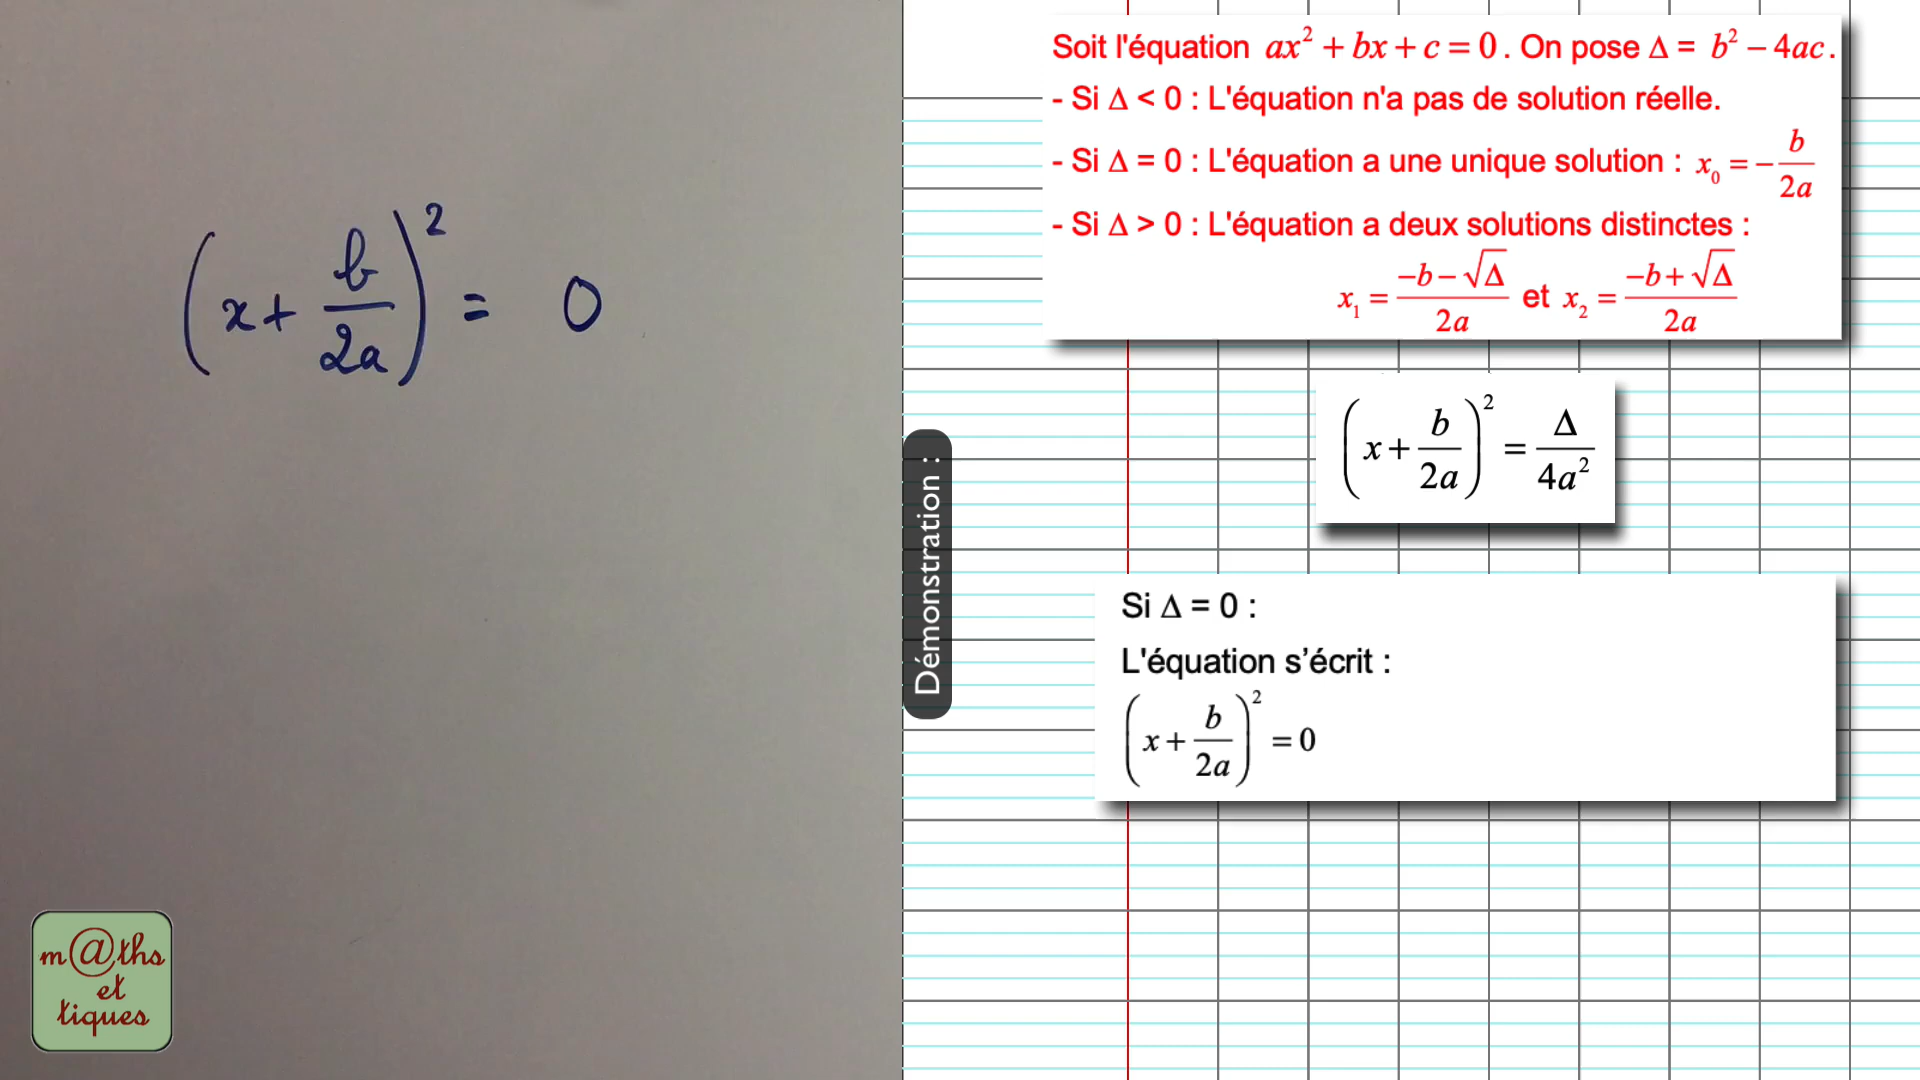 (x + b/2a)² = 0
Soit l'équation ax² + bx + c = 0. On pose Δ = b² − 4ac.
- Si Δ < 0 : L'équation n'a pas de solution réelle.
- Si Δ = 0 : L'équation a une unique solution : x₀ = −b/2a
- Si Δ > 0 : L'équation a deux solutions distinctes :
x₁ = (−b − √Δ)/2a et x₂ = (−b + √Δ)/2a
(x + b/2a)² = Δ/4a²
Démonstration :
Si Δ = 0 :
L'équation s’écrit :
(x + b/2a)² = 0
m@ths
et
tiques